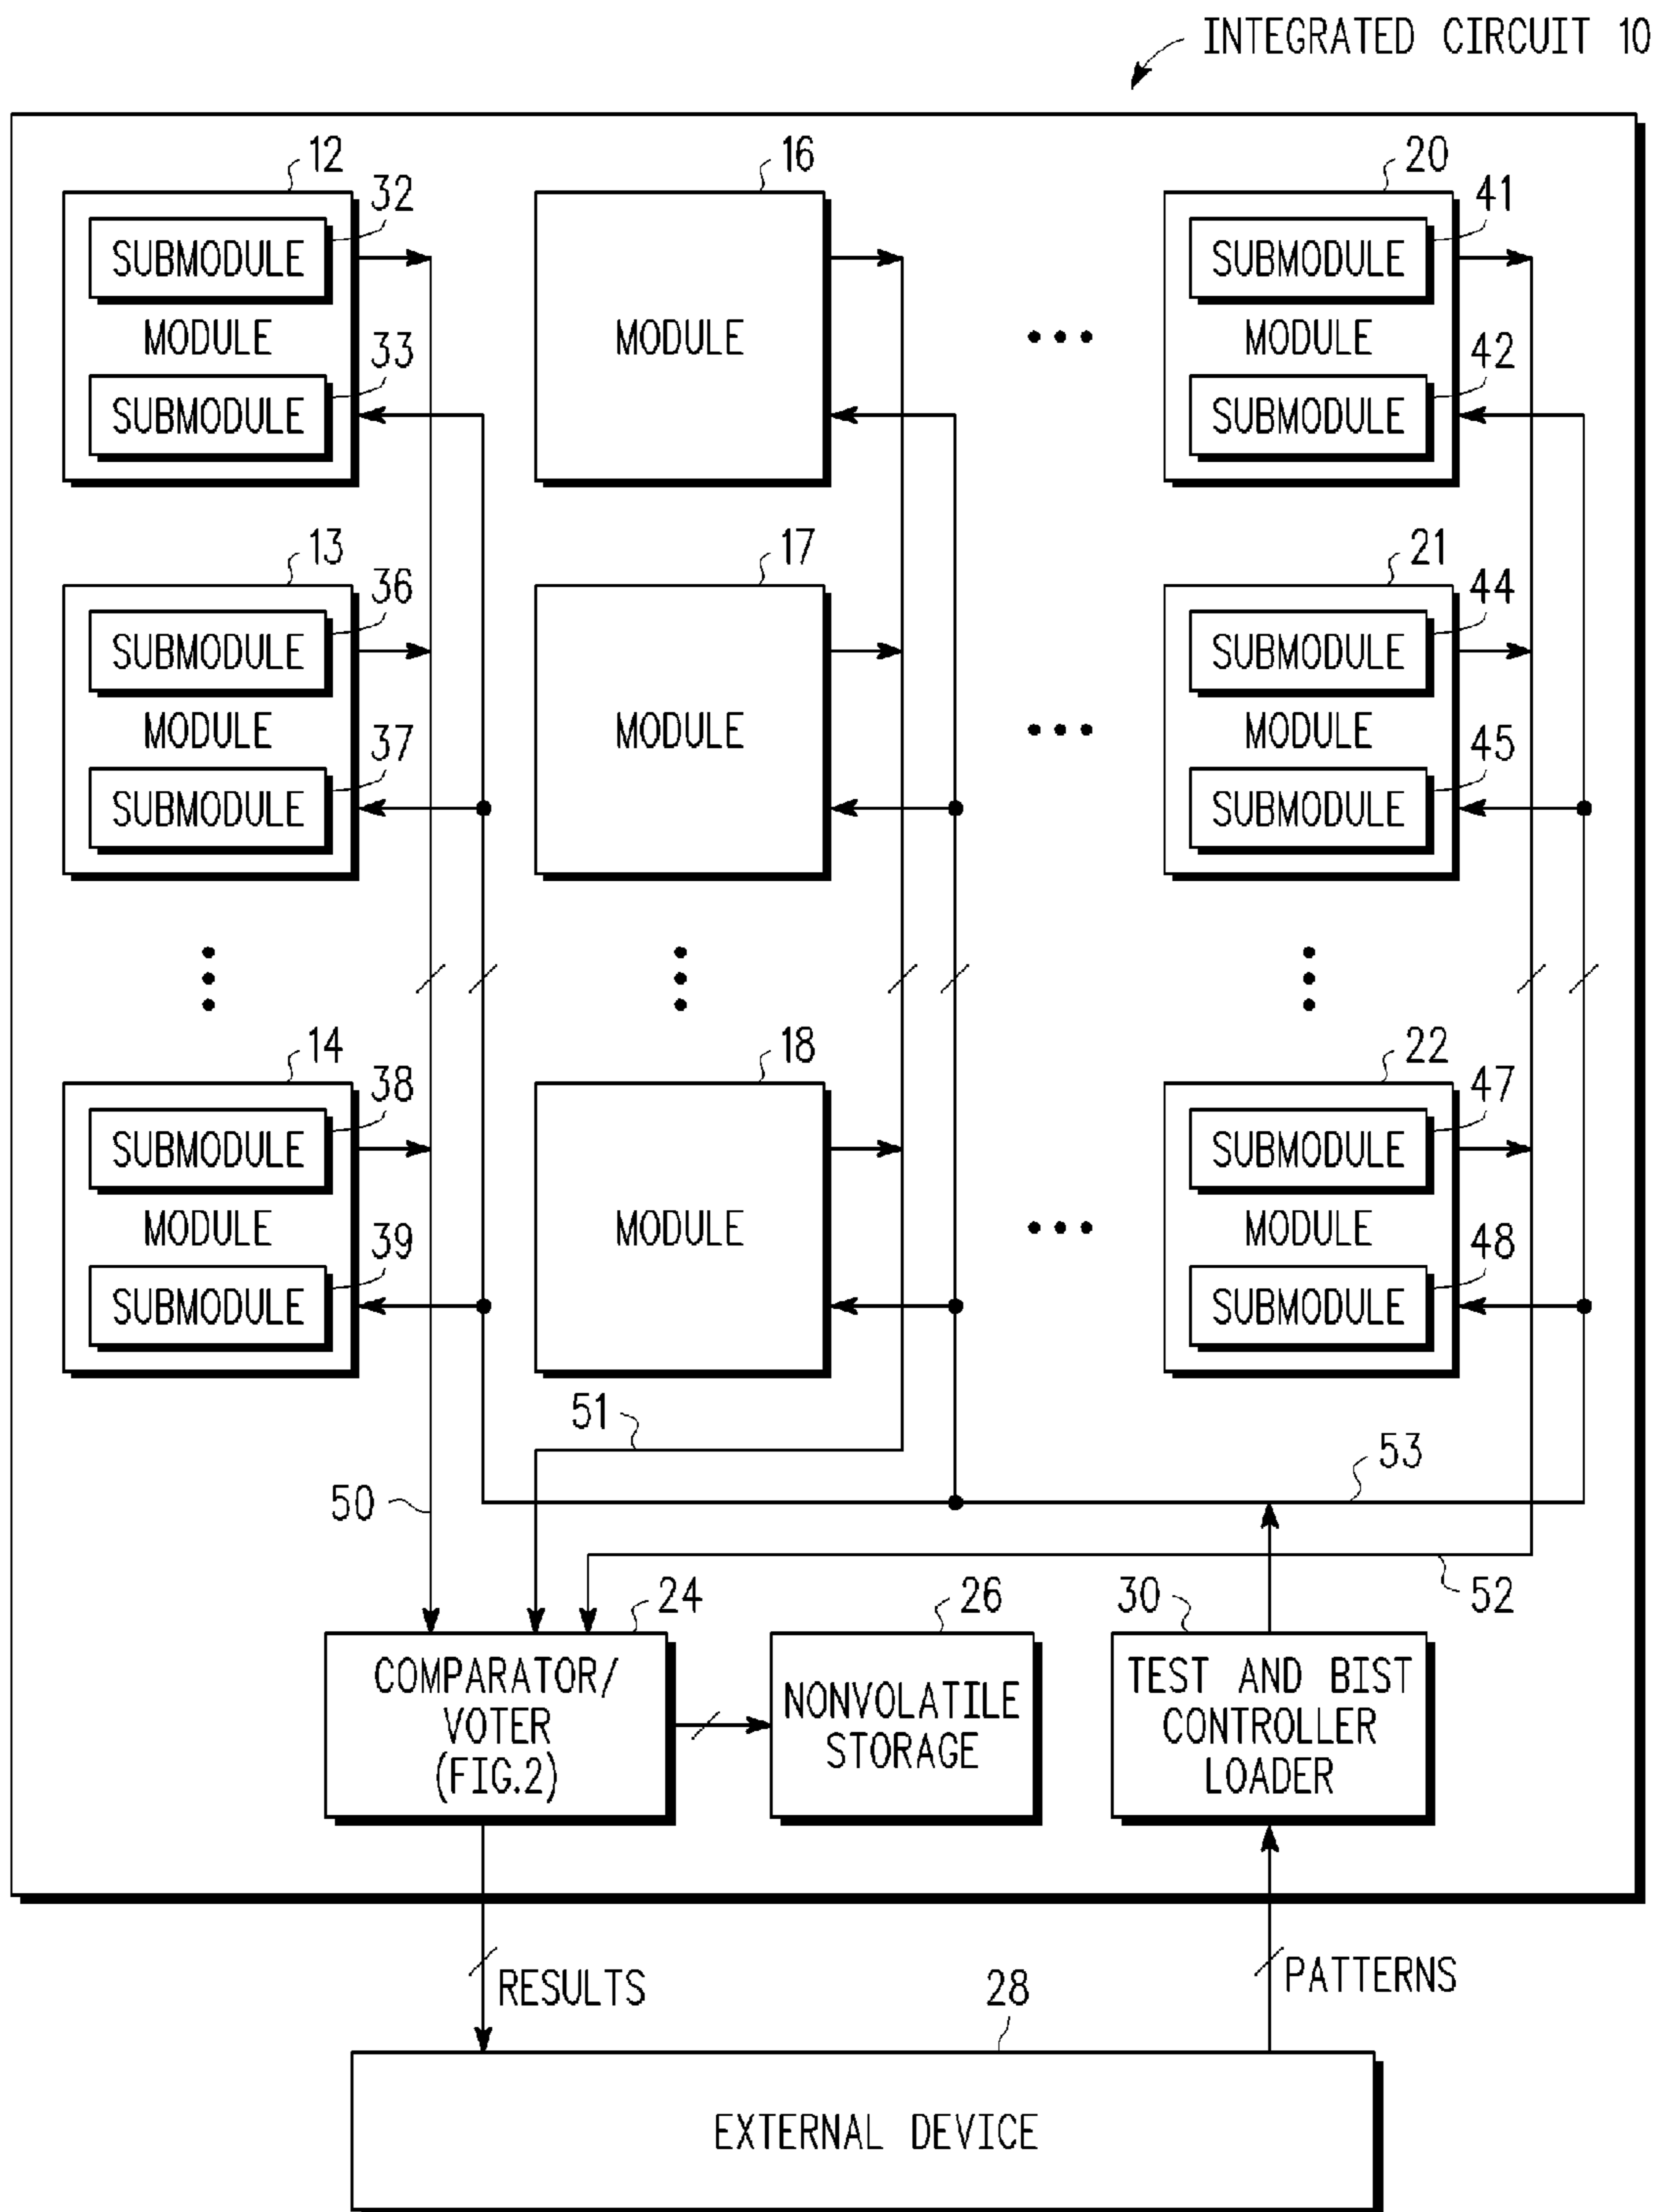 INTEGRATED CIRCUIT 10
12
16
20
32
41
SUBMODULE
SUBMODULE
MODULE
MODULE
MODULE
33
42
SUBMODULE
SUBMODULE
13
17
21
36
44
SUBMODULE
SUBMODULE
MODULE
MODULE
MODULE
37
45
SUBMODULE
SUBMODULE
14
18
22
38
47
SUBMODULE
SUBMODULE
MODULE
MODULE
MODULE
39
48
SUBMODULE
SUBMODULE
51
53
50
52
24
26
30
COMPARATOR/
VOTER
(FIG.2)
NONVOLATILE
STORAGE
TEST AND BIST
CONTROLLER
LOADER
RESULTS
PATTERNS
28
EXTERNAL DEVICE